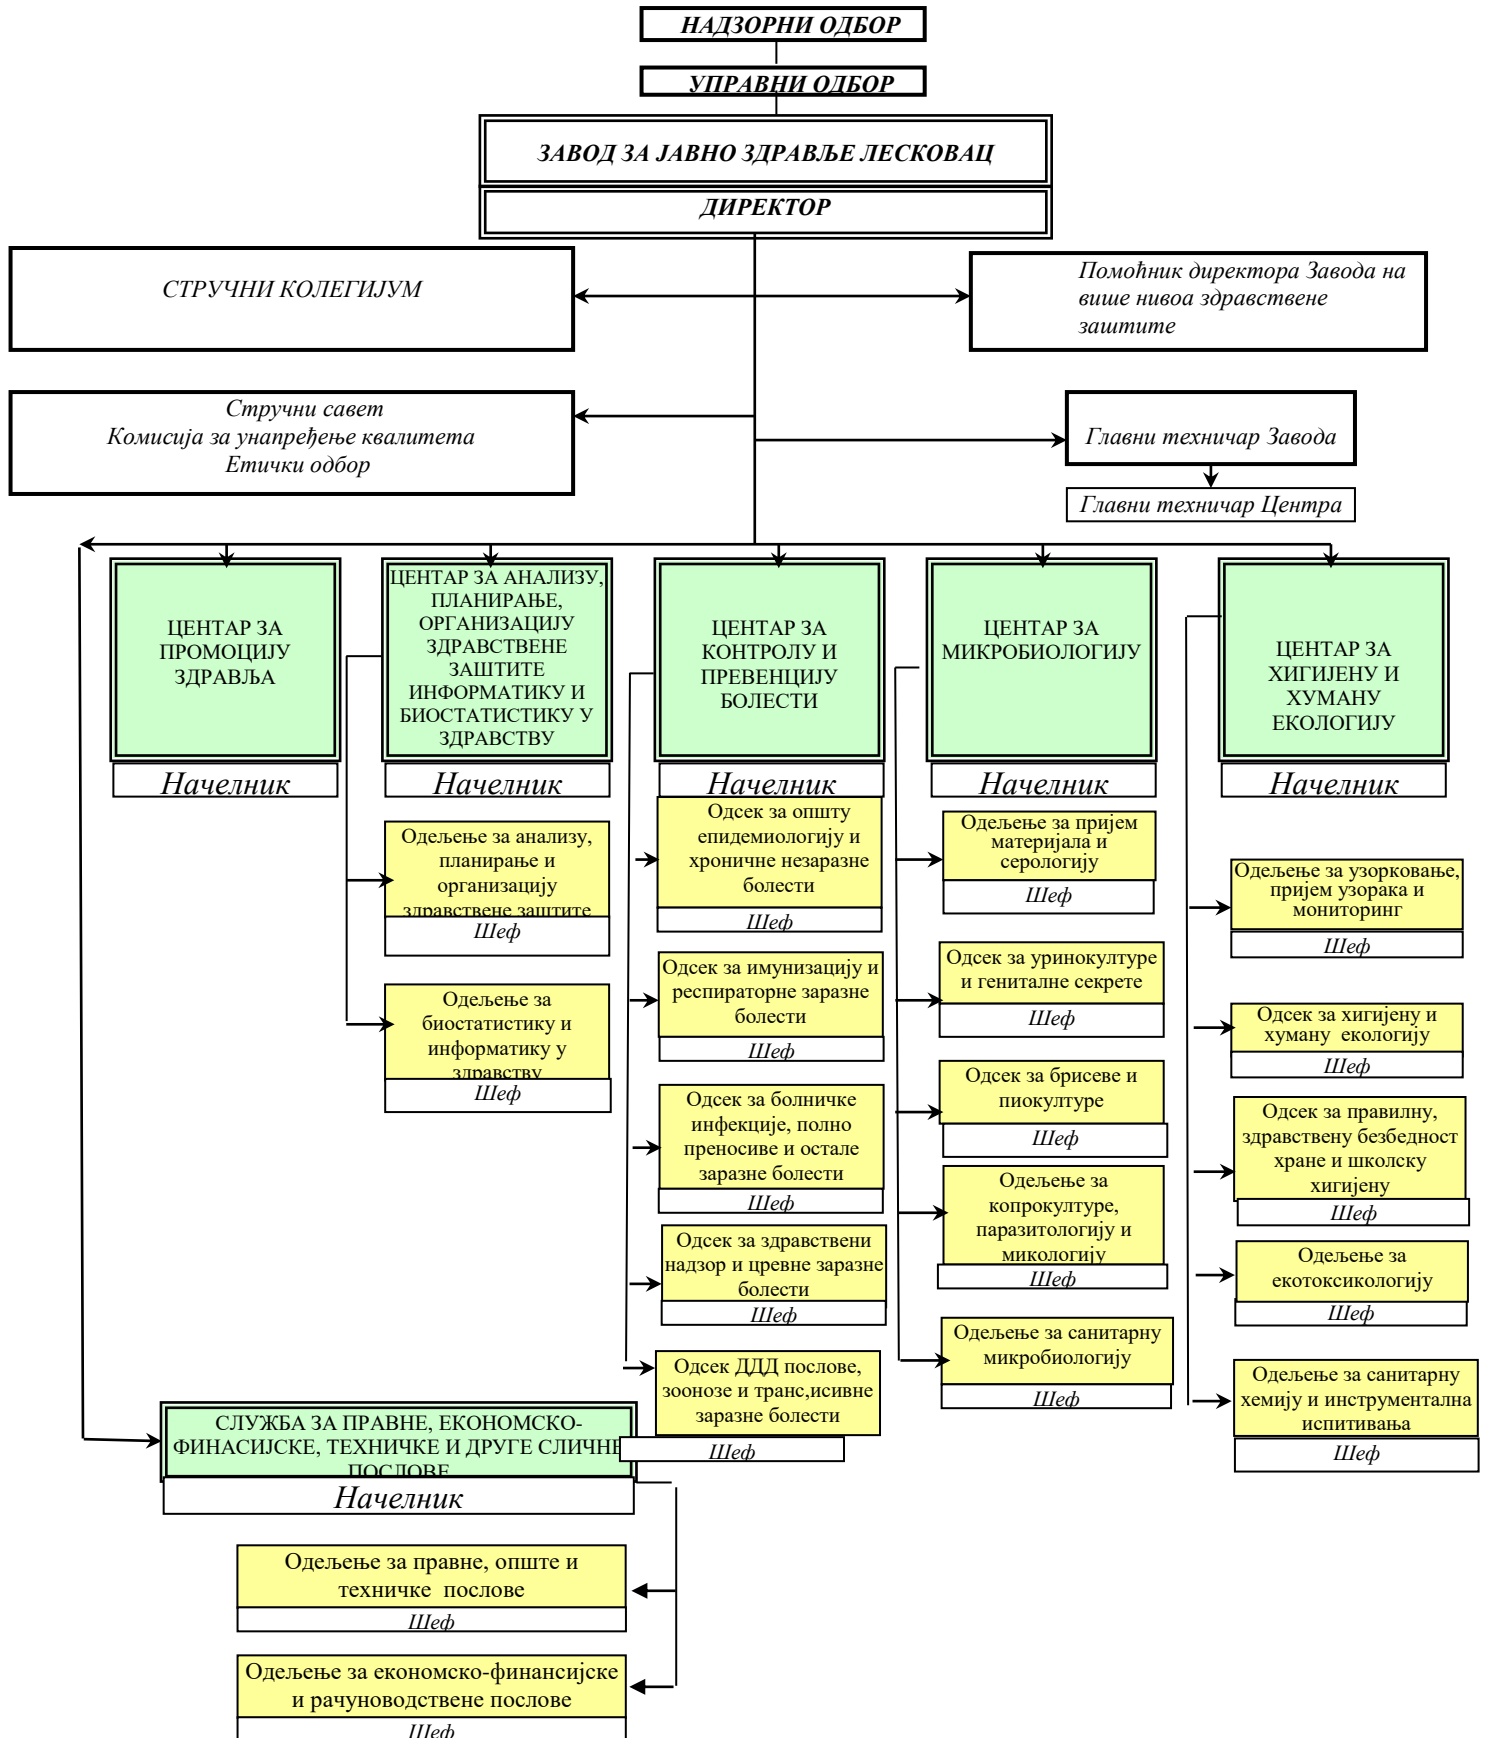 НАДЗОРНИ ОДБОР
УПРАВНИ ОДБОР
ЗАВОД ЗА ЈАВНО ЗДРАВЉЕ ЛЕСКОВАЦ
ДИРЕКТОР
СТРУЧНИ КОЛЕГИЈУМ
Помоћник директора Завода на
више нивоа здравствене
заштите
Стручни савет
Комисија за унапређење квалитета
Етички одбор
Главни техничар Завода
Главни техничар Центра
ЦЕНТАР ЗА
ПРОМОЦИЈУ
ЗДРАВЉА
Начелник
ЦЕНТАР ЗА АНАЛИЗУ,
ПЛАНИРАЊЕ,
ОРГАНИЗАЦИЈУ
ЗДРАВСТВЕНЕ
ЗАШТИТЕ
ИНФОРМАТИКУ И
БИОСТАТИСТИКУ У
ЗДРАВСТВУ
Начелник
Одељење за анализу,
планирање и
организацију
здравствене заштите
Шеф
Одељење за
биостатистику и
информатику у
здравству
Шеф
ЦЕНТАР ЗА
КОНТРОЛУ И
ПРЕВЕНЦИЈУ
БОЛЕСТИ
Начелник
Одсек за општу
епидемиологију и
хроничне незаразне
болести
Шеф
Одсек за имунизацију и
респираторне заразне
болести
Шеф
Одсек за болничке
инфекције, полно
преносиве и остале
заразне болести
Шеф
Одсек за здравствени
надзор и цревне заразне
болести
Шеф
Одсек ДДД послове,
зоонозе и транс,исивне
заразне болести
Шеф
ЦЕНТАР ЗА
МИКРОБИОЛОГИЈУ
Начелник
Одељење за пријем
материјала и
серологију
Шеф
Одсек за уринокултуре
и гениталне секрете
Шеф
Одсек за брисеве и
пиокултуре
Шеф
Одељење за
копрокултуре,
паразитологију и
микологију
Шеф
Одељење за санитарну
микробиологију
Шеф
ЦЕНТАР ЗА
ХИГИЈЕНУ И
ХУМАНУ
ЕКОЛОГИЈУ
Начелник
Одељење за узорковање,
пријем узорака и
мониторинг
Шеф
Одсек за хигијену и
хуману  екологију
Шеф
Одсек за правилну,
здравствену безбедност
хране и школску
хигијену
Шеф
Одељење за
екотоксикологију
Шеф
Одељење за санитарну
хемију и инструментална
испитивања
Шеф
СЛУЖБА ЗА ПРАВНЕ, ЕКОНОМСКО-
ФИНАСИЈСКЕ, ТЕХНИЧКЕ И ДРУГЕ СЛИЧНЕ
ПОСЛОВЕ
Начелник
Одељење за правне, опште и
техничке  послове
Шеф
Одељење за економско-финансијске
и рачуноводствене послове
Шеф